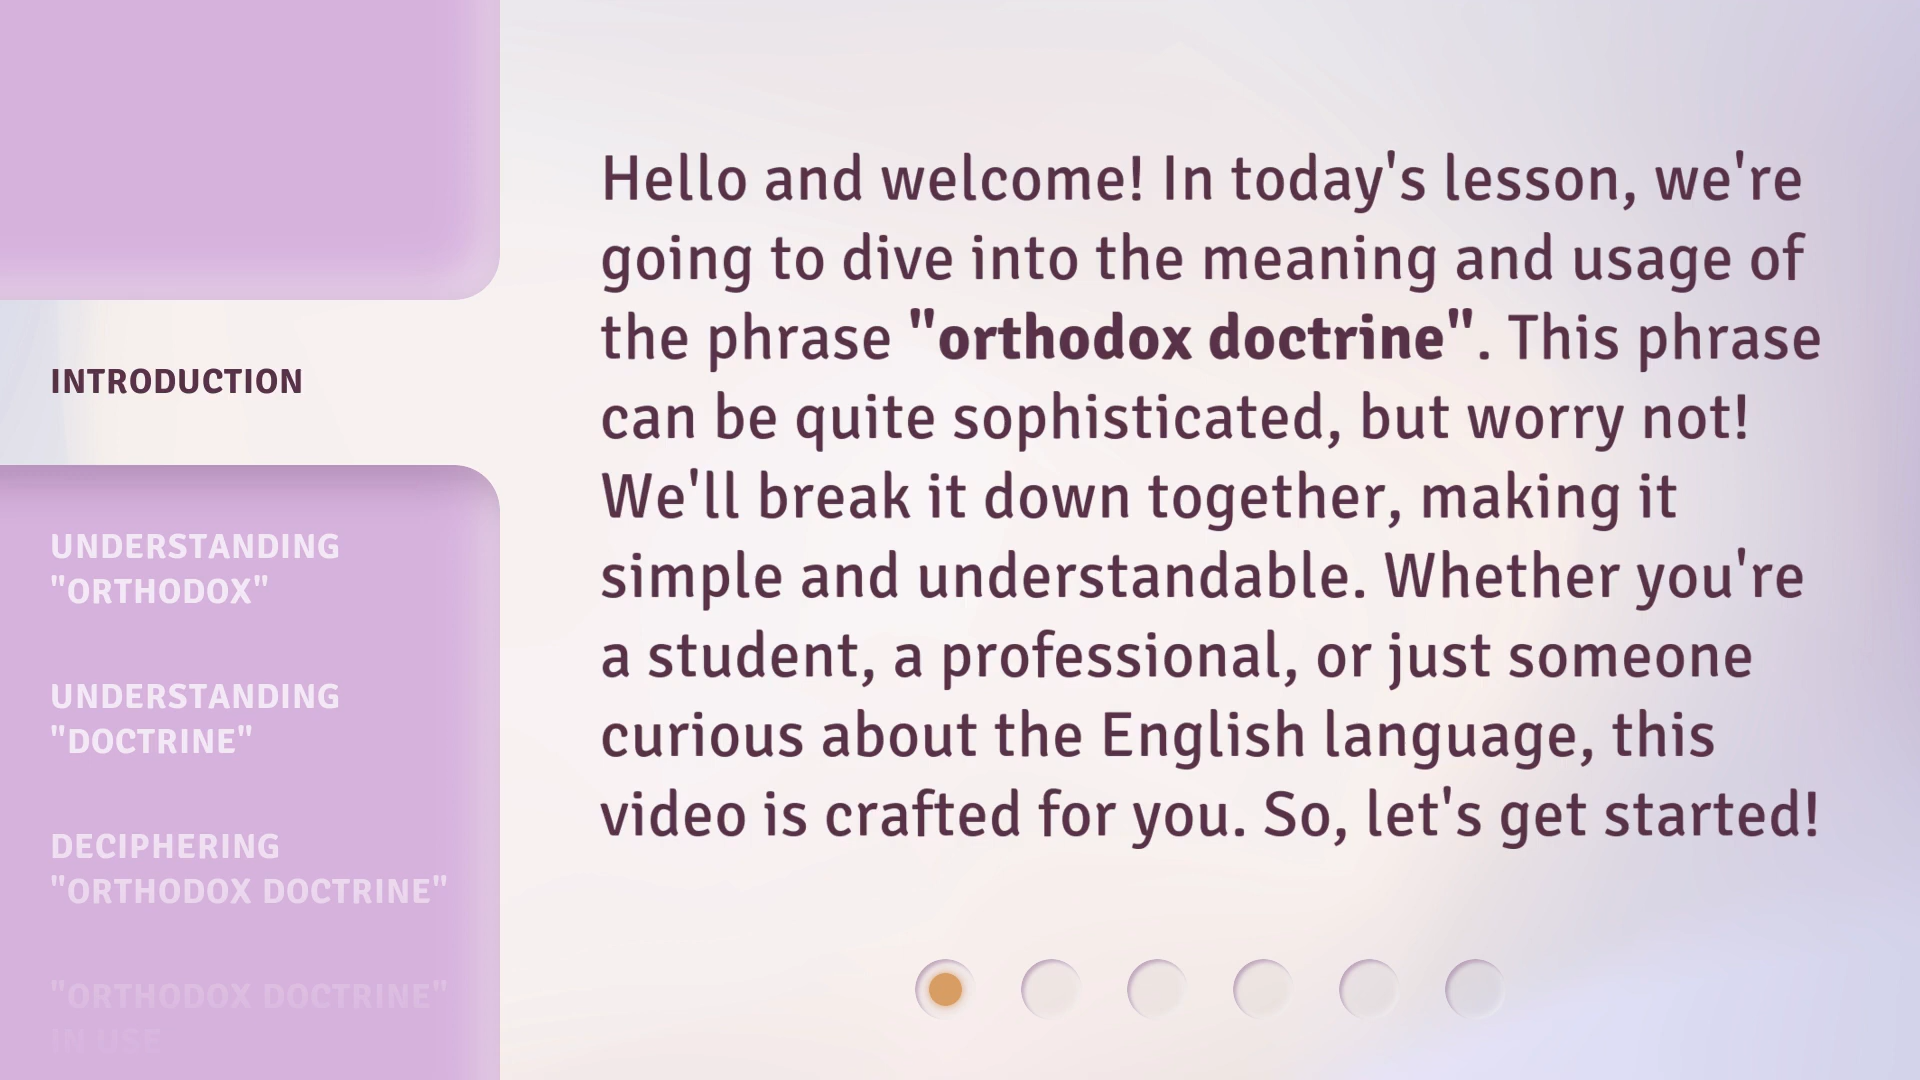 INTRODUCTION
UNDERSTANDING
"ORTHODOX"
UNDERSTANDING
"DOCTRINE"
DECIPHERING
"ORTHODOX DOCTRINE"
"ORTHODOX DOCTRINE"
IN USE
Hello and welcome! In today's lesson, we're
going to dive into the meaning and usage of
the phrase "orthodox doctrine". This phrase
can be quite sophisticated, but worry not!
We'll break it down together, making it
simple and understandable. Whether you're
a student, a professional, or just someone
curious about the English language, this
video is crafted for you. So, let's get started!